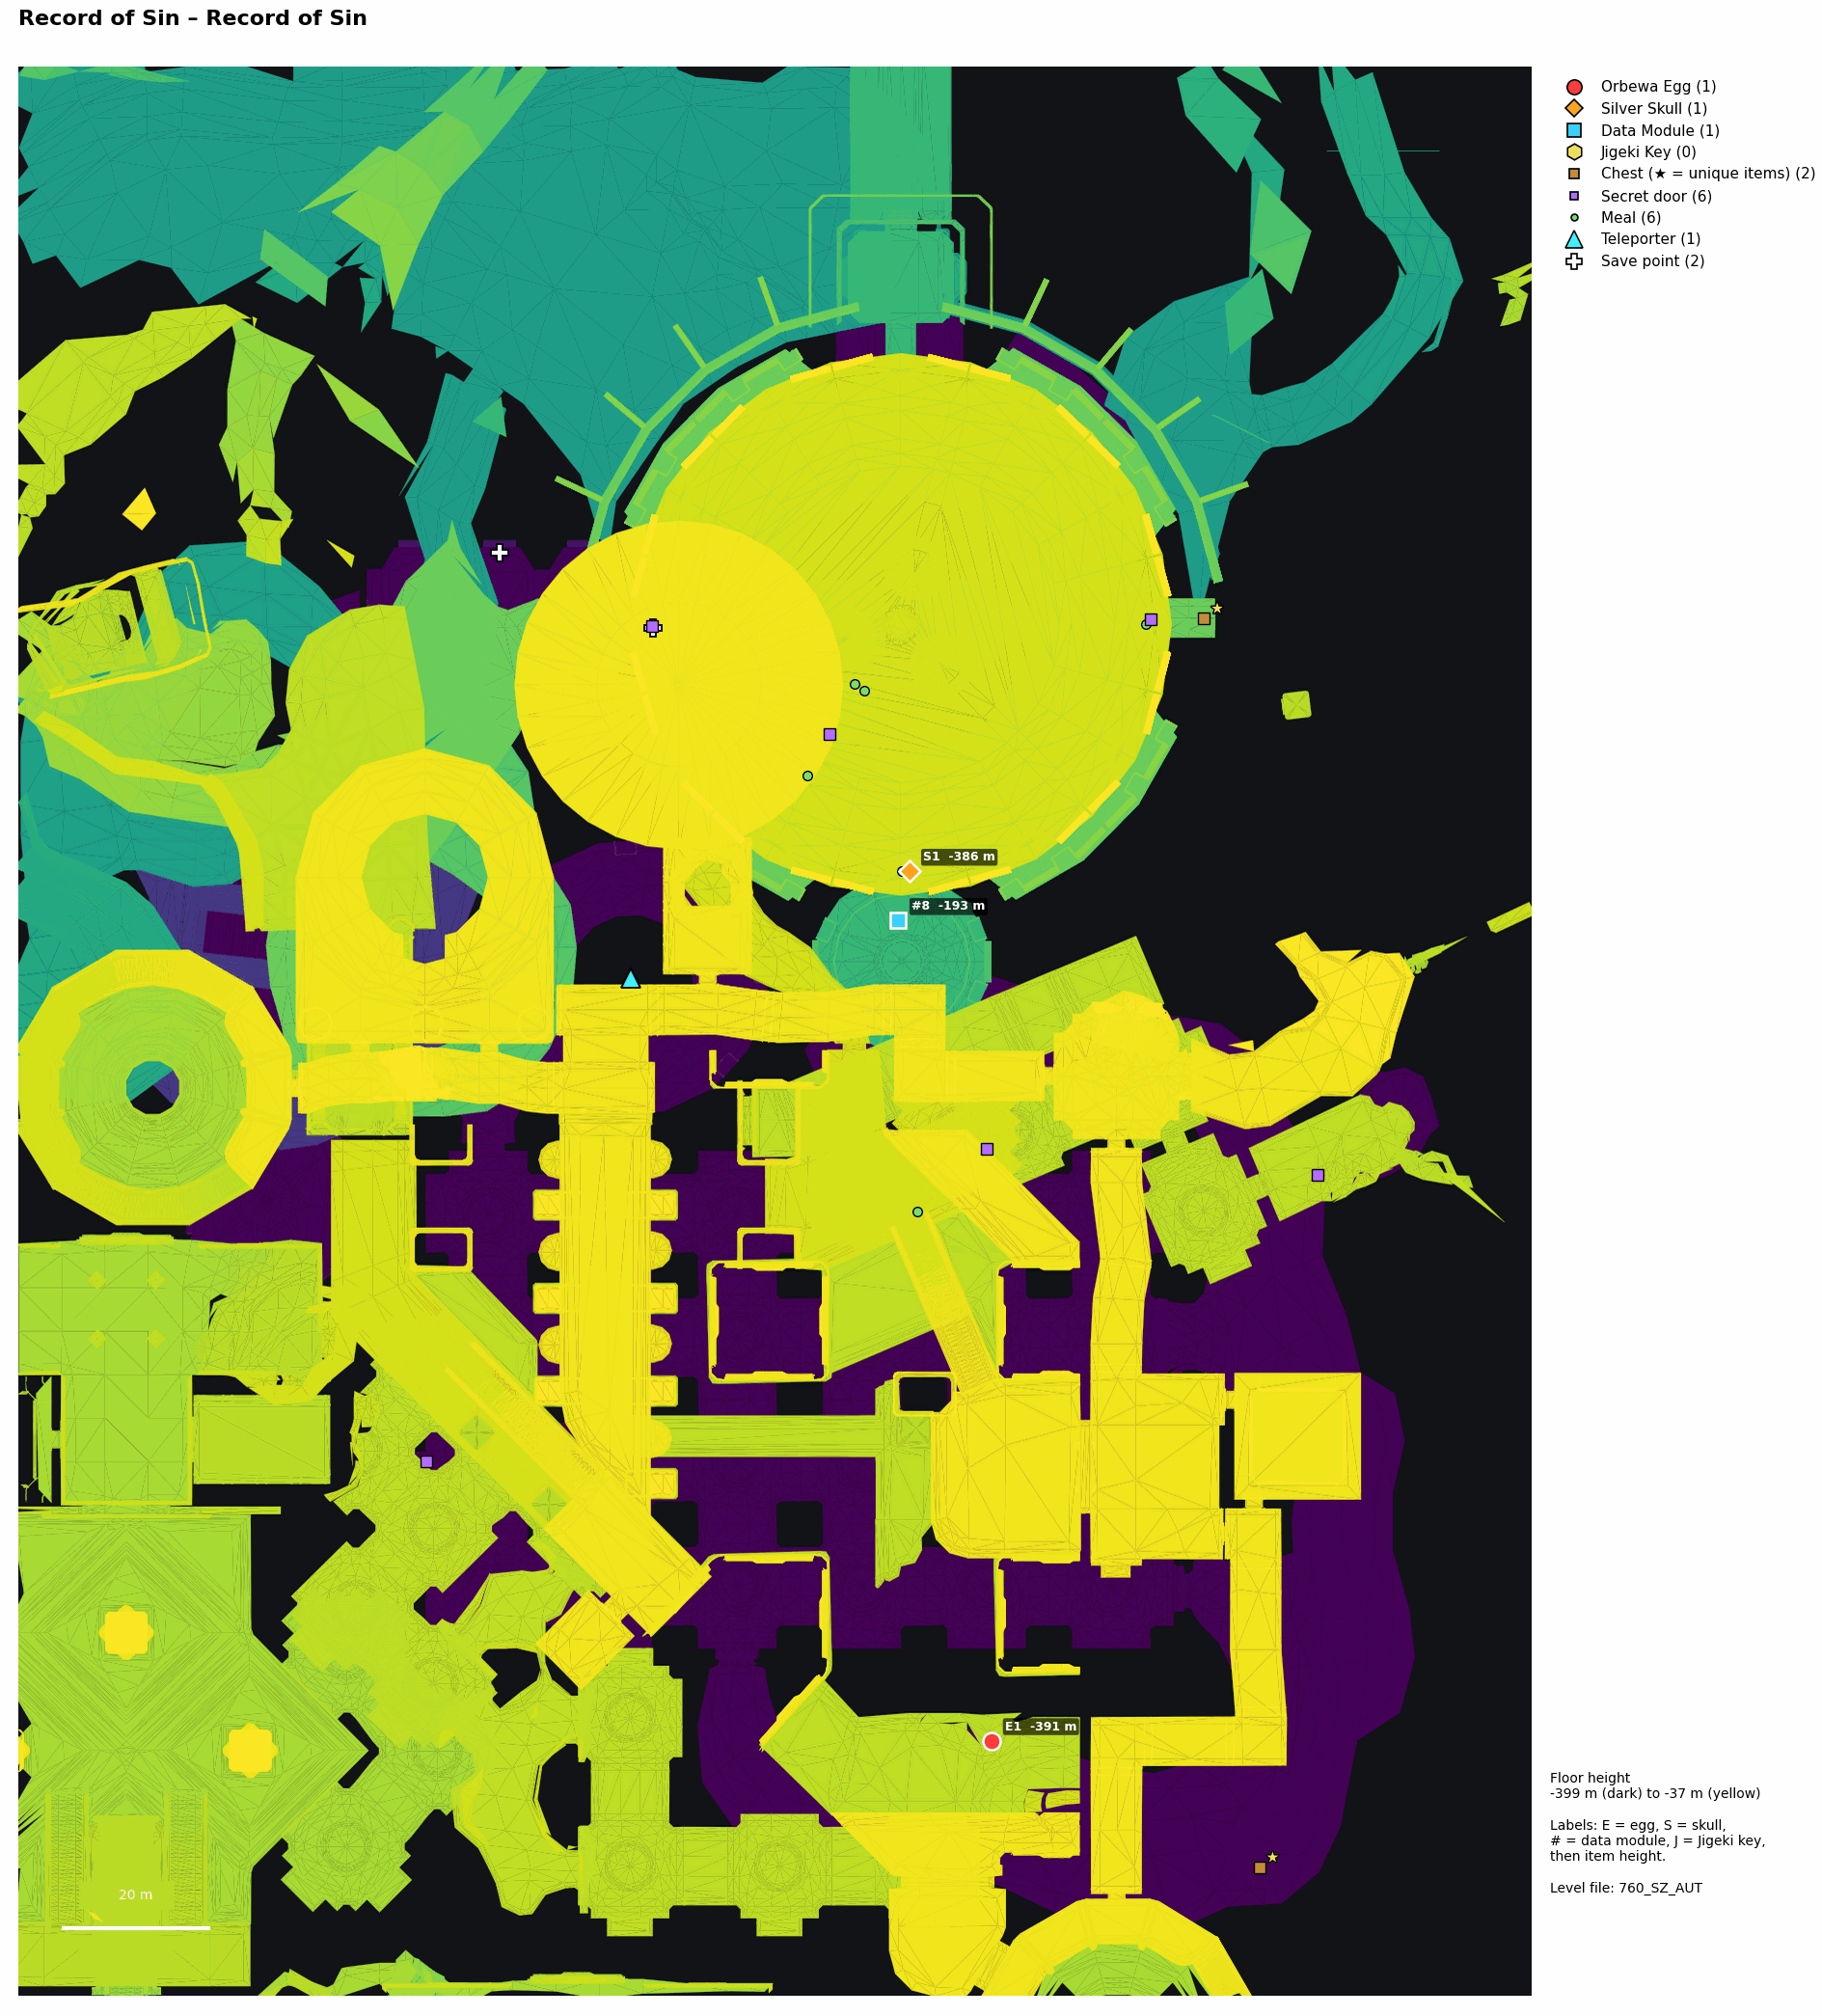 Record of Sin – Record of Sin
Orbewa Egg (1)
Silver Skull (1)
Data Module (1)
Jigeki Key (0)
Chest (★ = unique items) (2)
Secret door (6)
Meal (6)
Teleporter (1)
Save point (2)
S1 -386 m
#8 -193 m
E1 -391 m
Floor height
-399 m (dark) to -37 m (yellow)
Labels: E = egg, S = skull,
# = data module, J = Jigeki key,
then item height.
Level file: 760_SZ_AUT
20 m